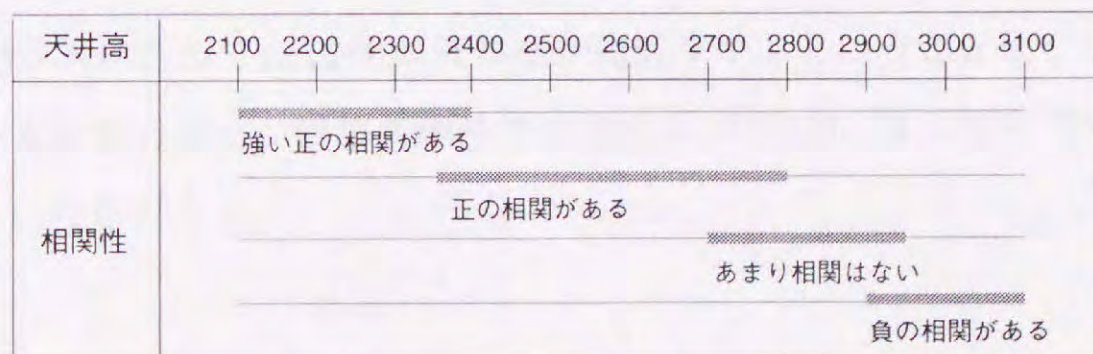 天井高 2100 2200 2300 2400 2500 2600 2700 2800 2900 3000 3100
強い正の相関がある
正の相関がある
相関性
あまり相関はない
負の相関がある